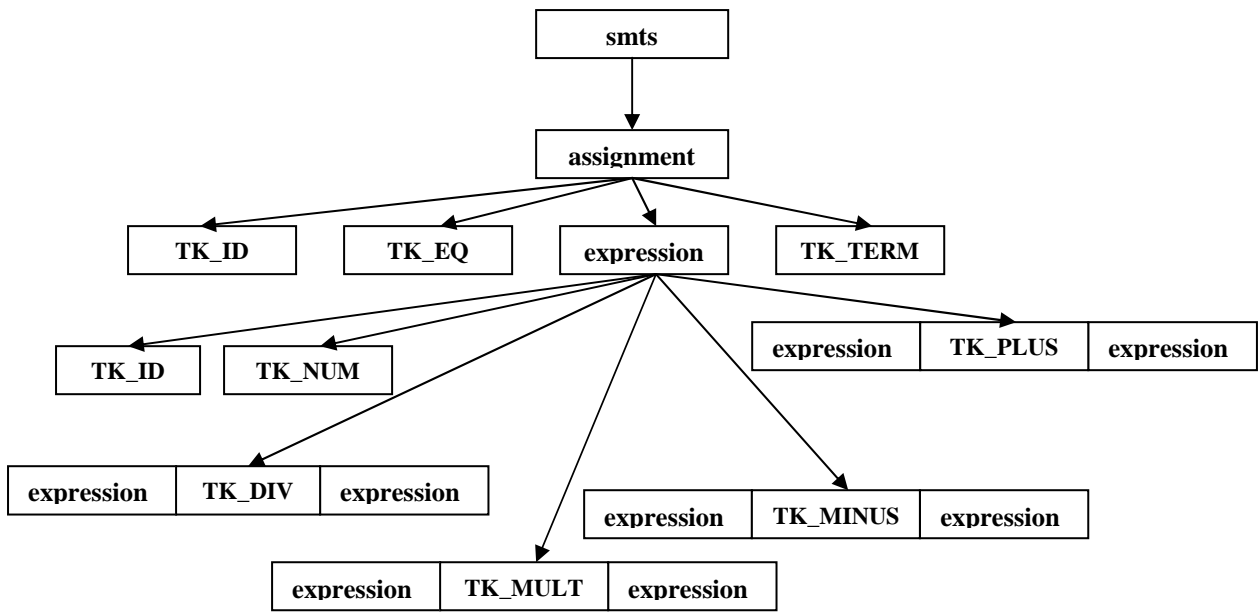 smts
assignment
TK_ID
TK_EQ
expression
TK_TERM
expression TK_PLUS expression
TK_ID
TK_NUM
expression TK_DIV expression
expression TK_MINUS expression
expression TK_MULT expression